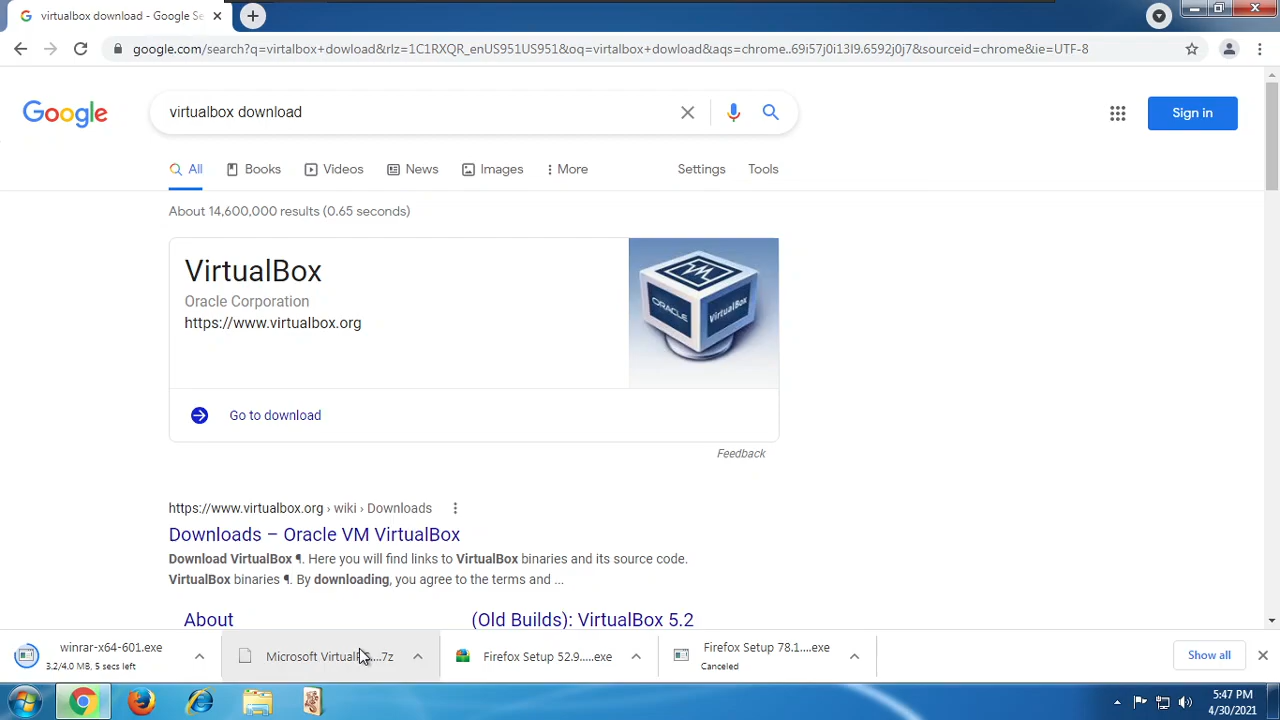 virtualbox download - Google Se
google.com/search?q=virtalbox+dowload&rlz=1C1RXQR_enUS951US951&oq=virtalbox+dowload&aqs=chrome..69i57j0i13l9.6592j0j7&sourceid=chrome&ie=UTF-8
Google
virtualbox download
Sign in
All
Books
Videos
News
Images
More
Settings
Tools
About 14,600,000 results (0.65 seconds)
VirtualBox
Oracle Corporation
https://www.virtualbox.org
ORACLE
VirtualBox
Go to download
Feedback
https://www.virtualbox.org › wiki › Downloads
Downloads – Oracle VM VirtualBox
Download VirtualBox ¶. Here you will find links to VirtualBox binaries and its source code.
VirtualBox binaries ¶. By downloading, you agree to the terms and ...
About
(Old Builds): VirtualBox 5.2
winrar-x64-601.exe
3.2/4.0 MB, 5 secs left
Microsoft Virtual....7z
Firefox Setup 52.9.....exe
Firefox Setup 78.1....exe
Canceled
Show all
5:47 PM
4/30/2021